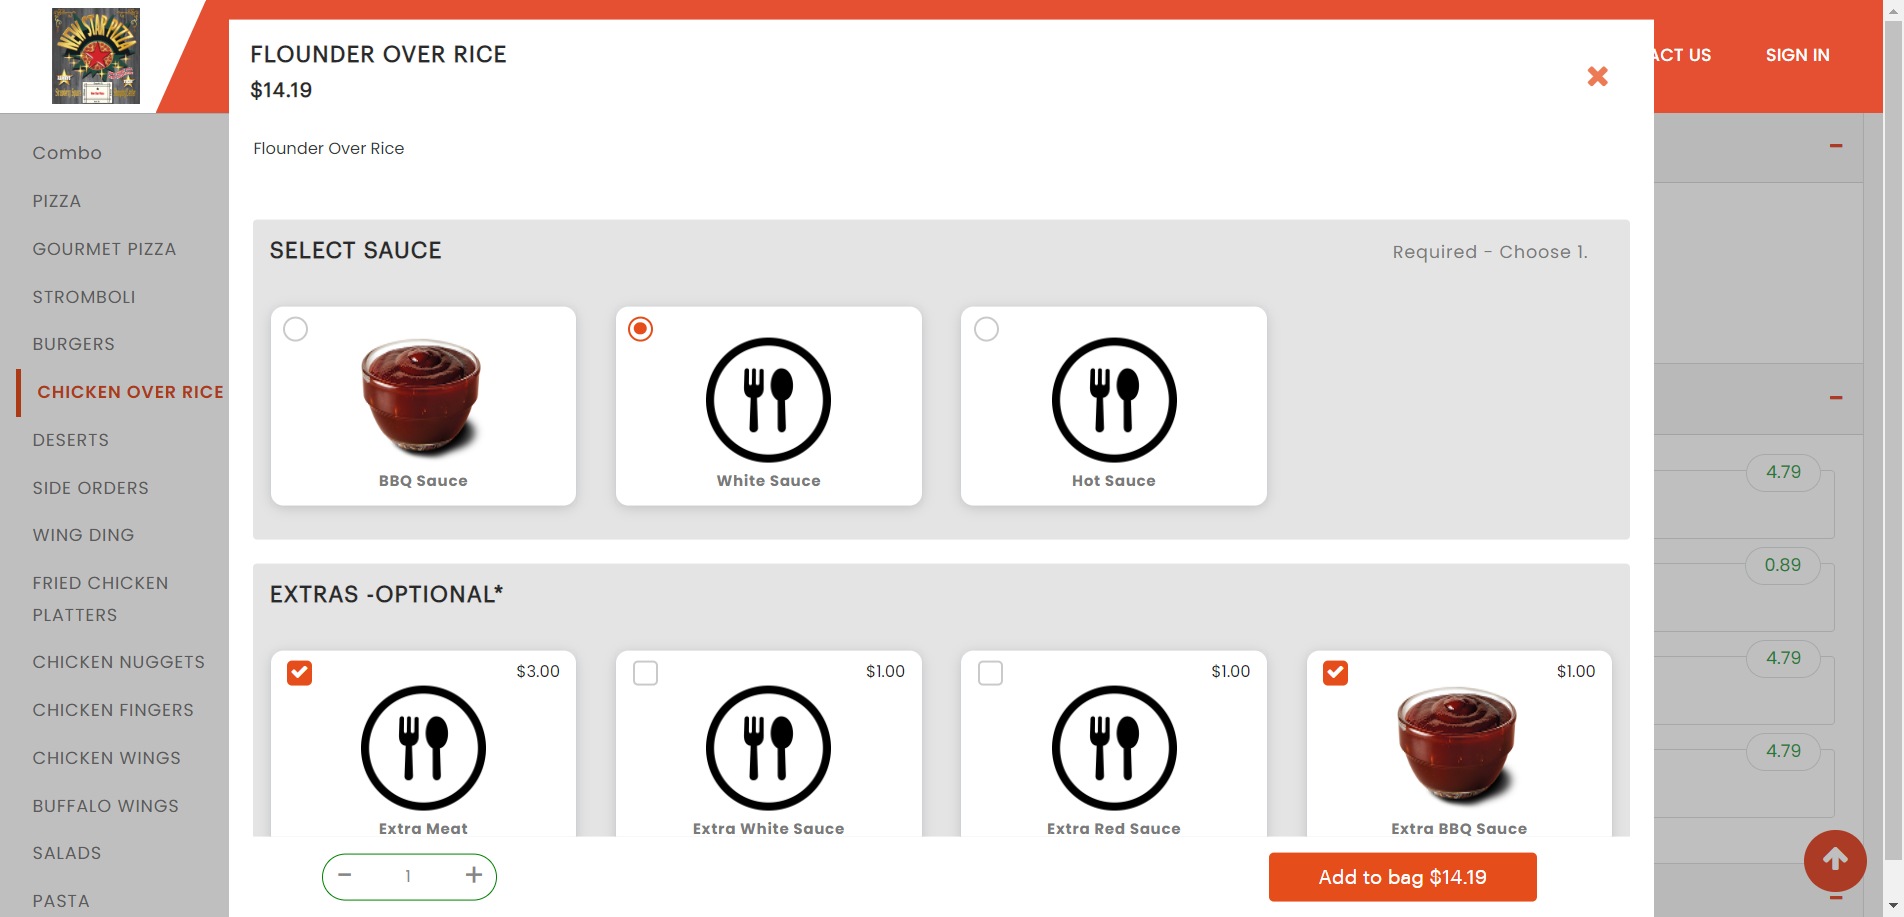 NEW STAR PIZZA
ACT US
SIGN IN
Combo
PIZZA
GOURMET PIZZA
STROMBOLI
BURGERS
CHICKEN OVER RICE
DESERTS
SIDE ORDERS
WING DING
FRIED CHICKEN
PLATTERS
CHICKEN NUGGETS
CHICKEN FINGERS
CHICKEN WINGS
BUFFALO WINGS
SALADS
PASTA
FLOUNDER OVER RICE
$14.19
Flounder Over Rice
SELECT SAUCE
Required - Choose 1.
BBQ Sauce
White Sauce
Hot Sauce
EXTRAS -OPTIONAL*
$3.00
$1.00
$1.00
$1.00
Extra Meat
Extra White Sauce
Extra Red Sauce
Extra BBQ Sauce
1
Add to bag $14.19
4.79
0.89
4.79
4.79